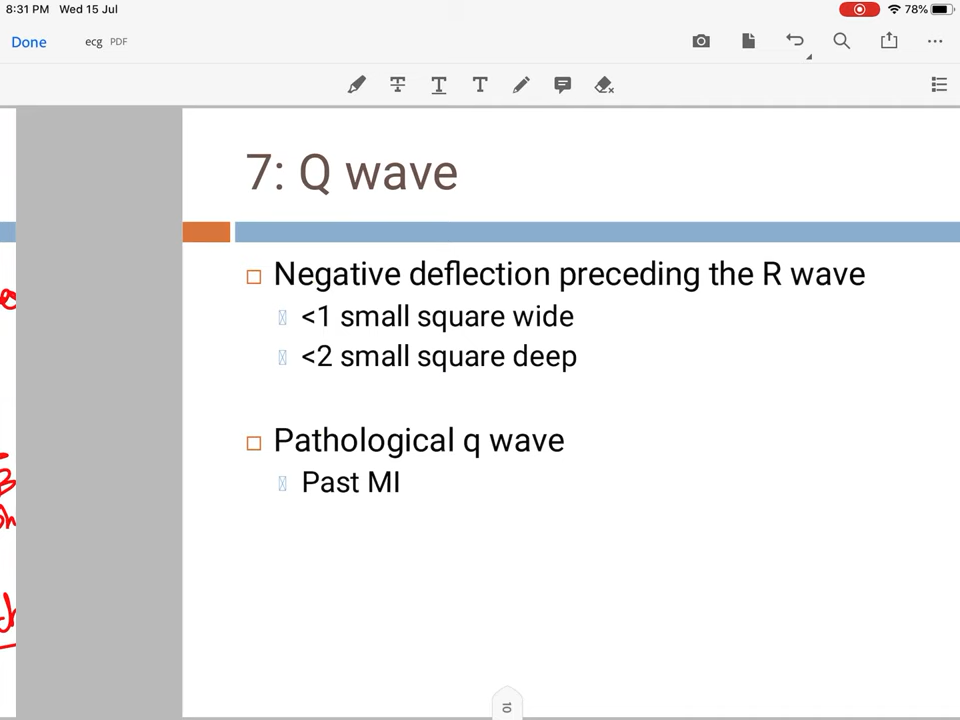 8:31 PM Wed 15 Jul
78%
Done
ecg PDF
7: Q wave
Negative deflection preceding the R wave
<1 small square wide
<2 small square deep
Pathological q wave
Past MI
10